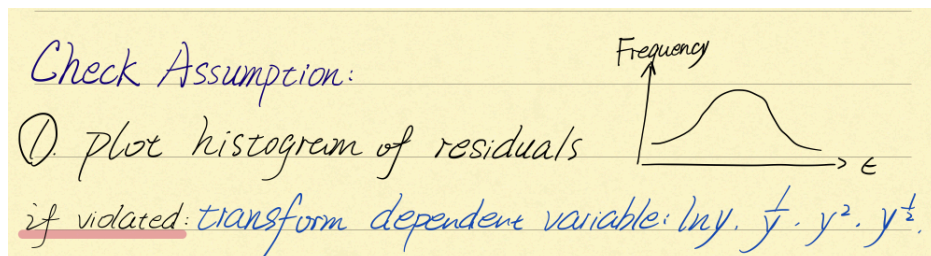 Check Assumption:
Frequency
①. plot histogram of residuals
ε
if violated: transform dependent variable: lny. 1/y. y². y^½.